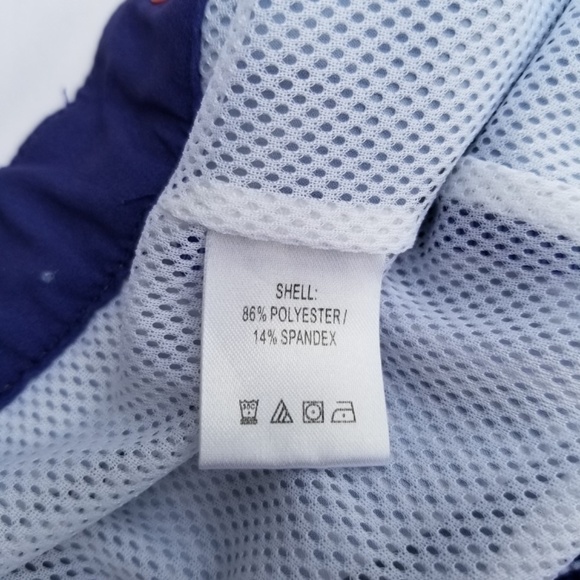 SHELL:
86% POLYESTER/
14% SPANDEX